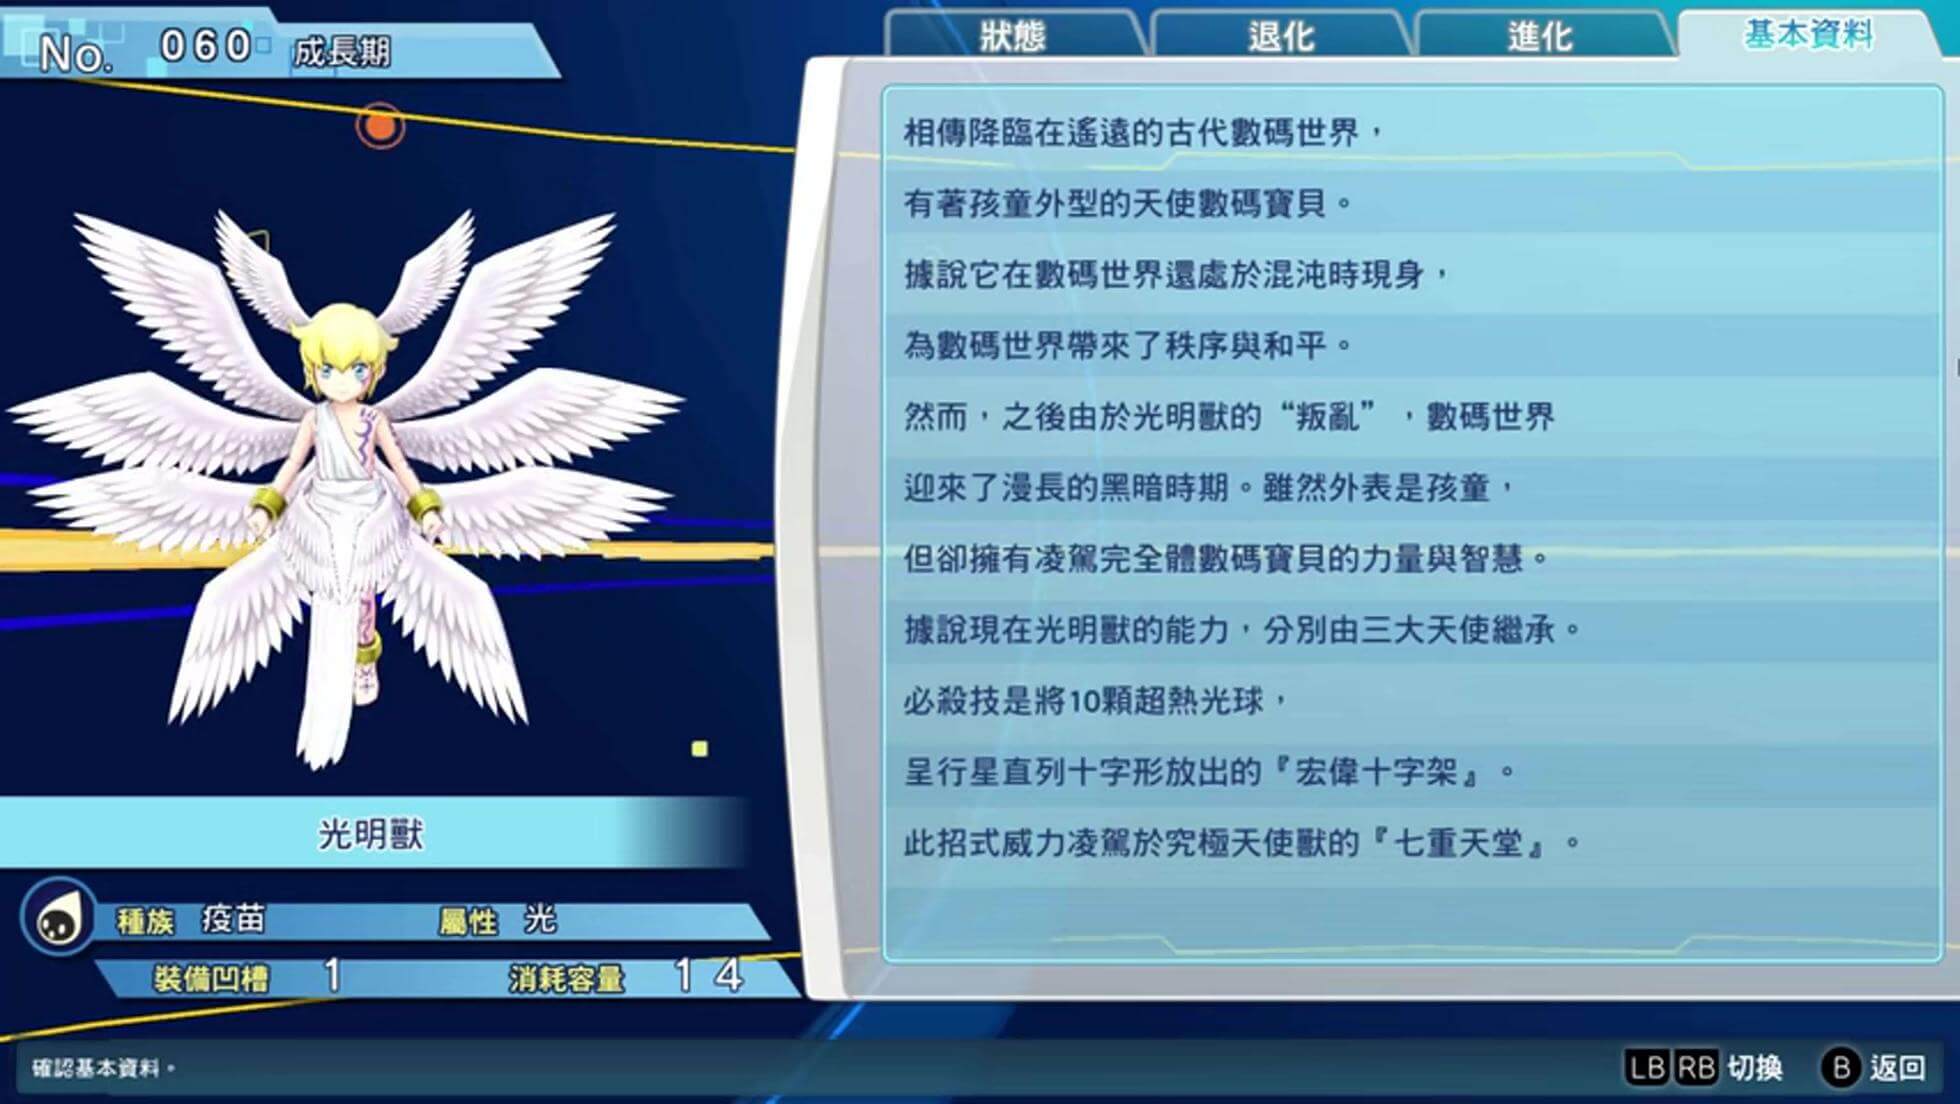 No. 060 成長期
狀態 退化 進化 基本資料
相傳降臨在遙遠的古代數碼世界，
有著孩童外型的天使數碼寶貝。
據說它在數碼世界還處於混沌時現身，
為數碼世界帶來了秩序與和平。
然而，之後由於光明獸的“叛亂”，數碼世界
迎來了漫長的黑暗時期。雖然外表是孩童，
但卻擁有凌駕完全體數碼寶貝的力量與智慧。
據說現在光明獸的能力，分別由三大天使繼承。
必殺技是將10顆超熱光球，
呈行星直列十字形放出的『宏偉十字架』。
此招式威力凌駕於究極天使獸的『七重天堂』。
光明獸
種族 疫苗 屬性 光
裝備凹槽 1 消耗容量 14
確認基本資料。
LB RB 切換 B 返回